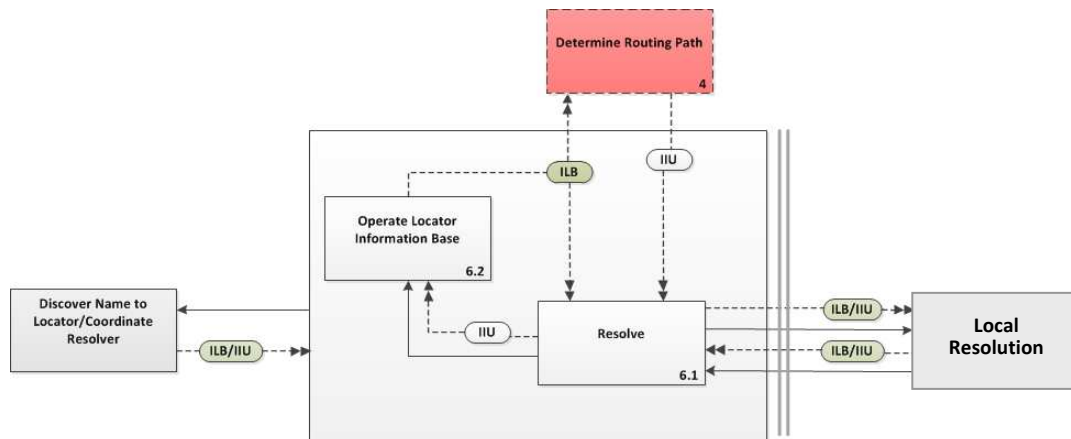 Determine Routing Path
4
IIU
ILB
Operate Locator
Information Base
6.2
Discover Name to
Locator/Coordinate
Resolver
ILB/IIU
IIU
Resolve
6.1
ILB/IIU
ILB/IIU
Local
Resolution